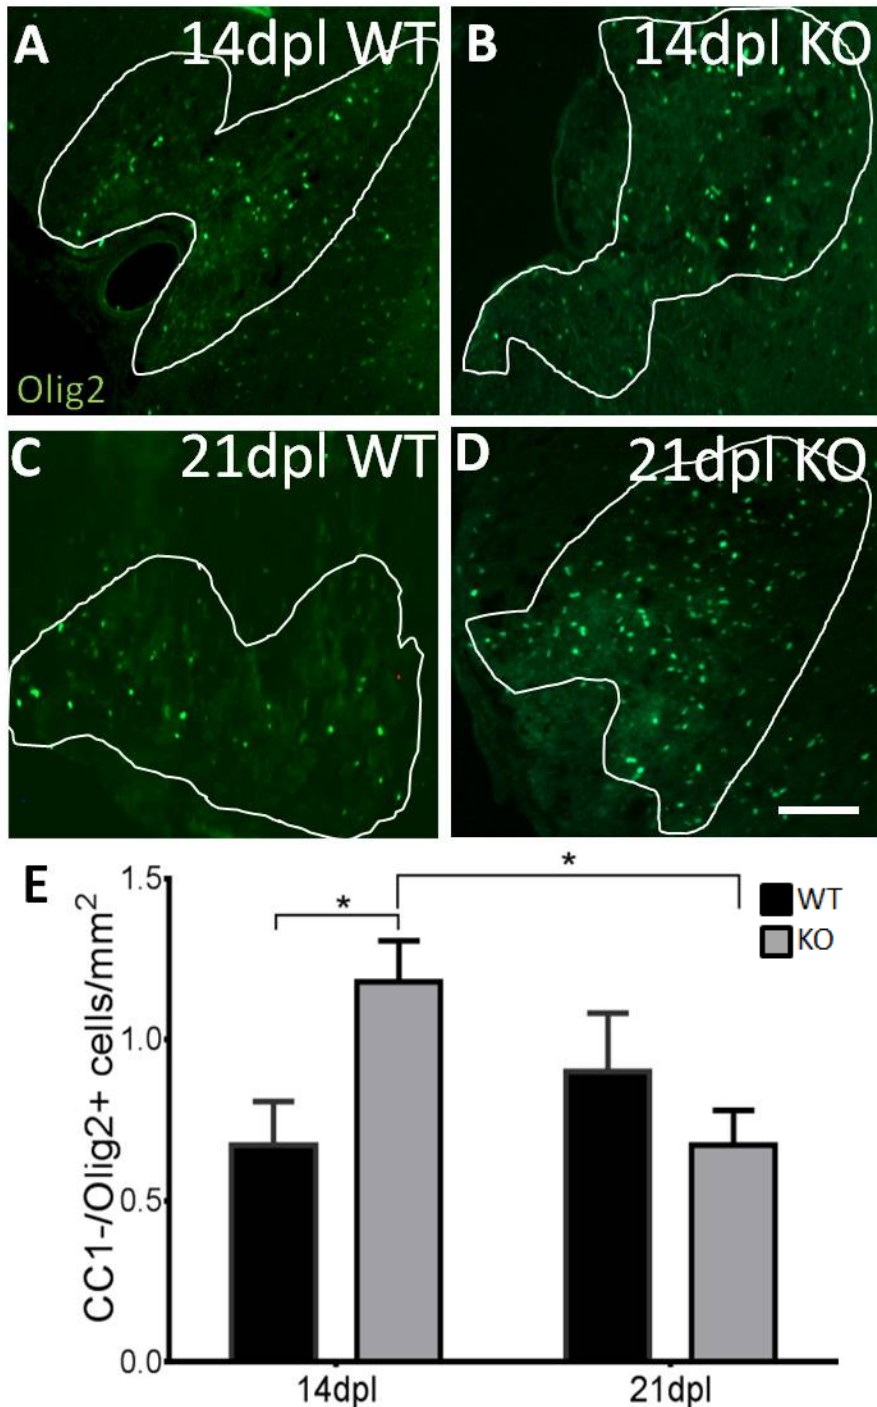 A 14dpl WT
B 14dpl KO
Olig2
C 21dpl WT
D 21dpl KO
E
CC1-/Olig2+ cells/mm²
1.5
1.0
0.5
0.0
*
*
WT
KO
14dpl
21dpl